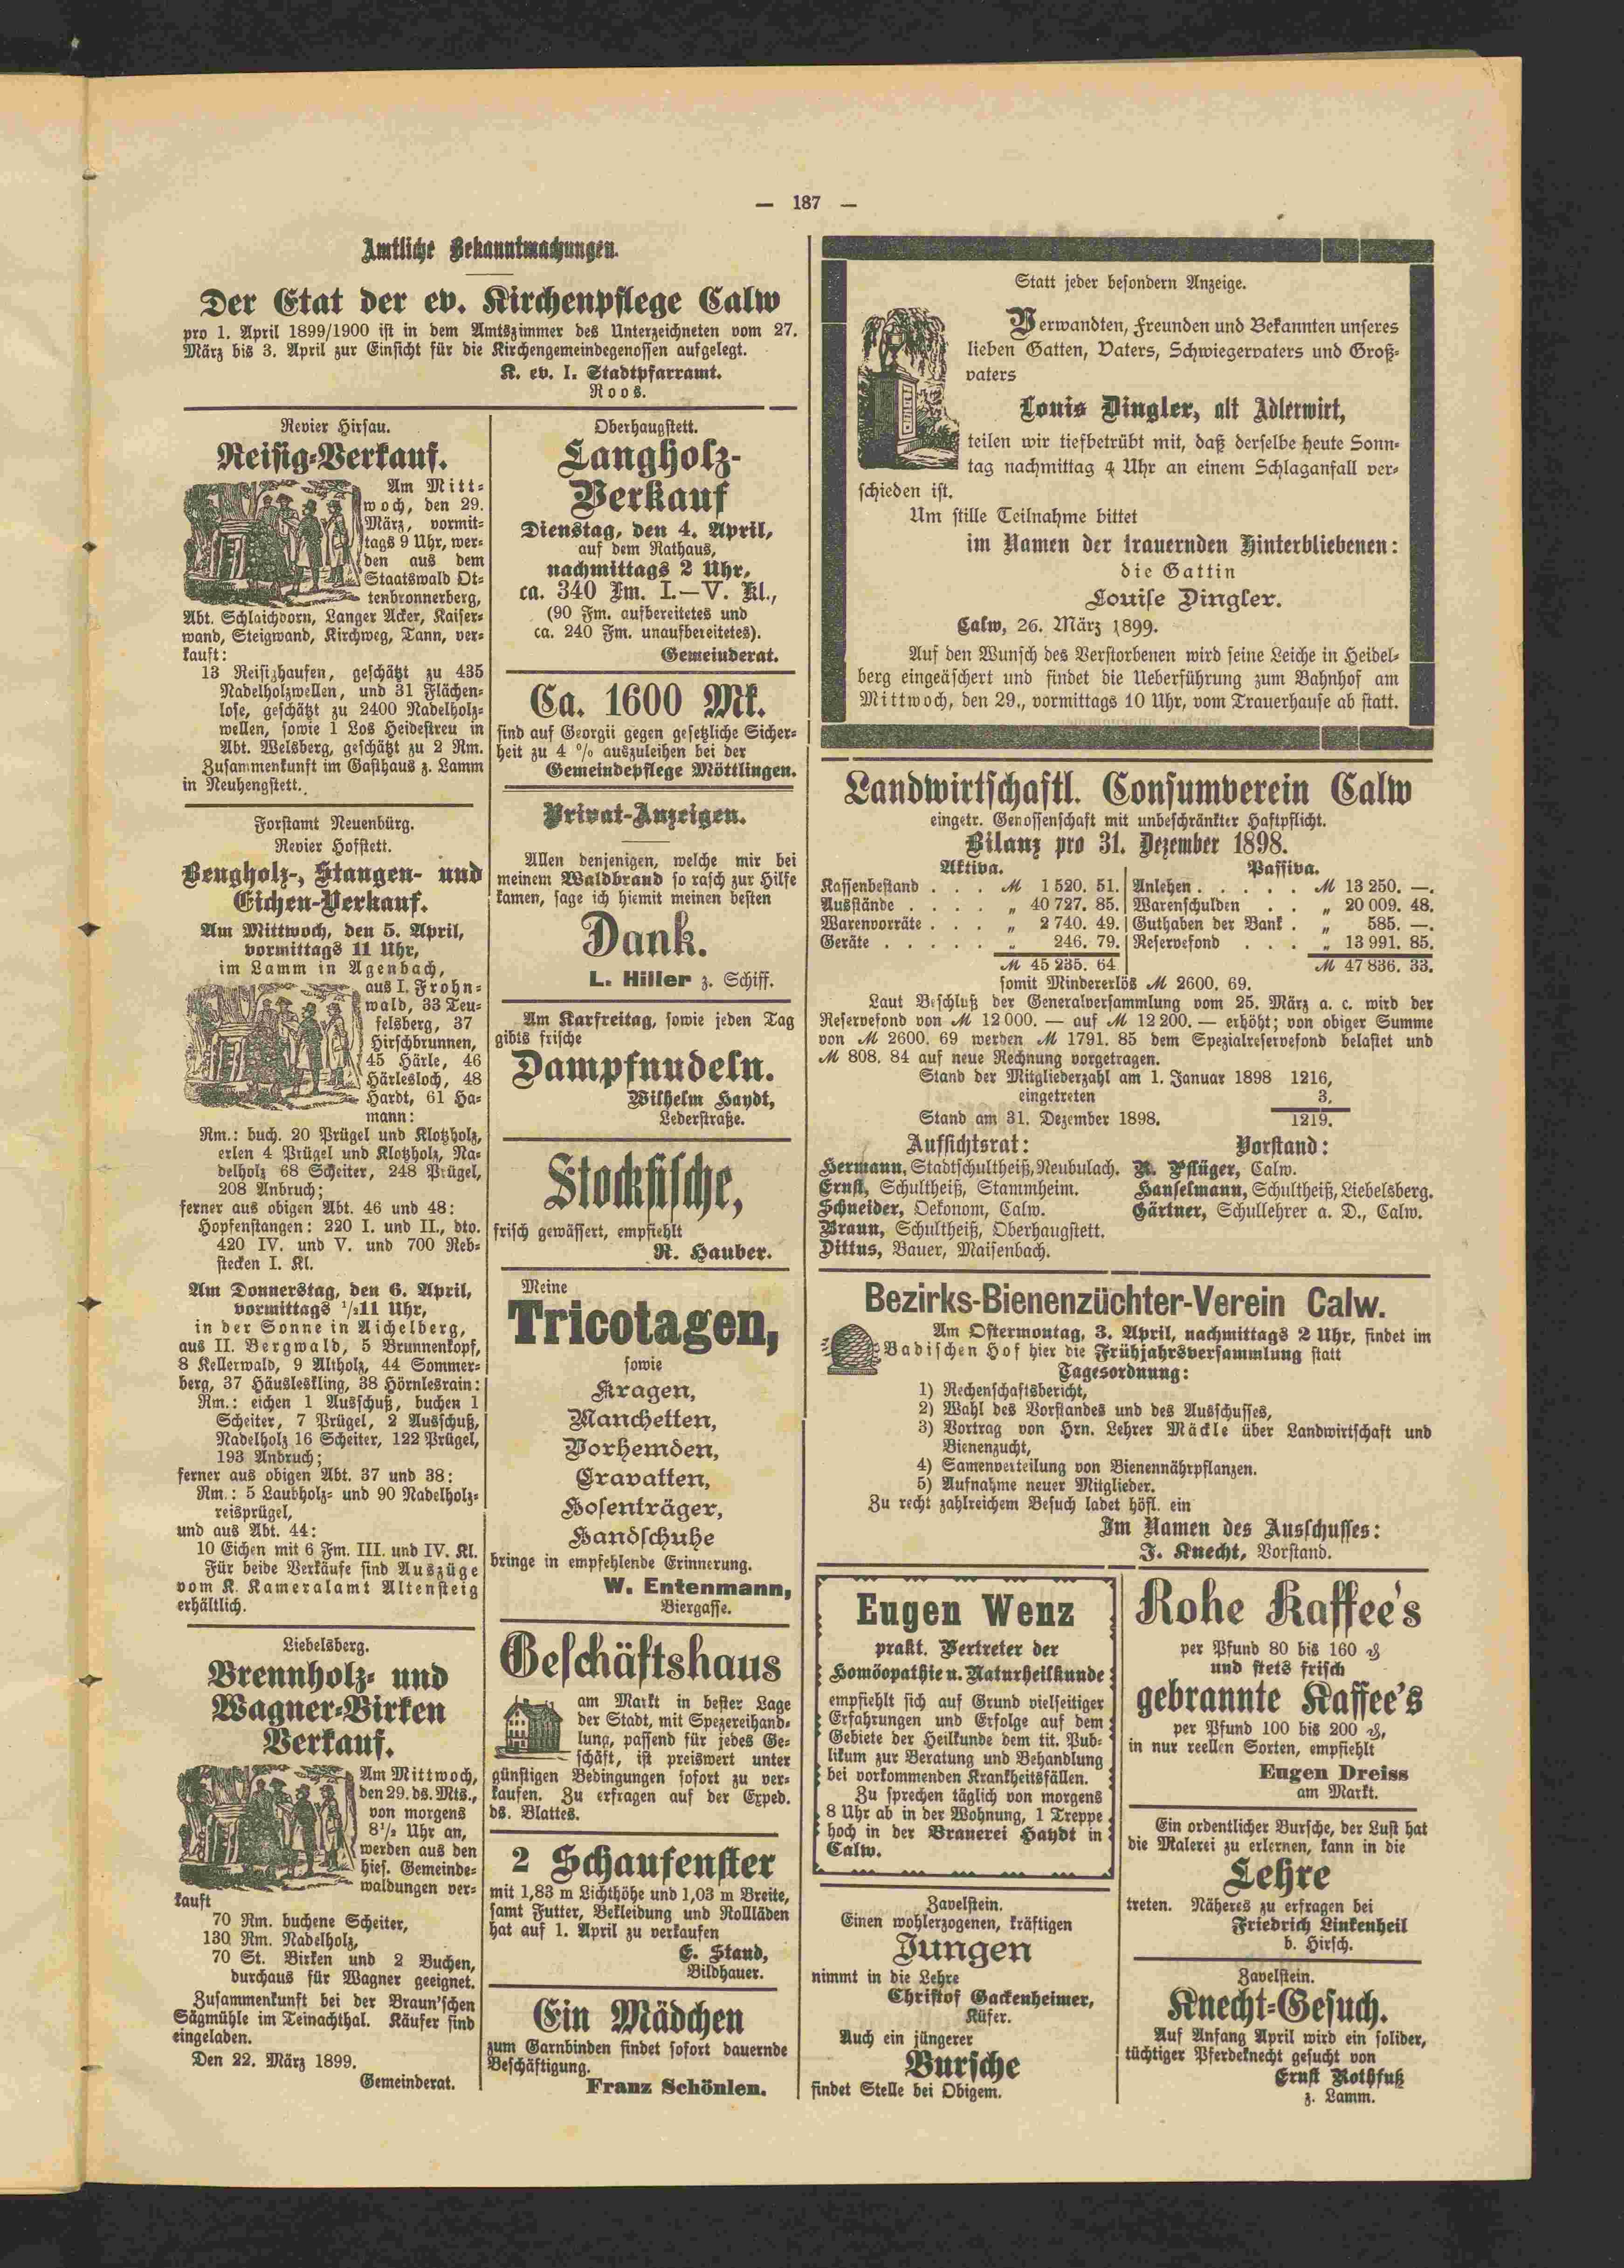 — 187 —
Amtliche Bekanntmachungen.
Der Etat der ev. Kirchenpflege Calw
pro 1. April 1899/1900 ist in dem Amtszimmer des Unterzeichneten vom 27.
März bis 3. April zur Einsicht für die Kirchengemeindegenossen aufgelegt.
K. ev. I. Stadtpfarramt.
Roos.
Revier Hirsau.
Reisig-Verkauf.
Am Mitt-
woch, den 29.
März, vormit-
tags 9 Uhr, wer-
den aus dem
Staatswald Ot-
tenbronnerberg,
Abt. Schlaichdorn, Langer Acker, Kaiser-
wand, Steigwand, Kirchweg, Tann, ver-
kauft:
13 Reisighaufen, geschätzt zu 435
Nadelholzwellen, und 31 Flächen-
lose, geschätzt zu 2400 Nadelholz-
wellen, sowie 1 Los Heidestreu in
Abt. Welsberg, geschätzt zu 2 Rm.
Zusammenkunft im Gasthaus z. Lamm
in Neuhengstett.
Forstamt Neuenbürg.
Revier Hofstett.
Beugholz-, Stangen- und
Eichen-Verkauf.
Am Mittwoch, den 5. April,
vormittags 11 Uhr,
im Lamm in Agenbach,
aus I. Frohn-
wald, 33 Teu-
felsberg, 37
Hirschbrunnen,
45 Härle, 46
Härlesloch, 48
Hardt, 61 Ha-
mann:
Rm.: buch. 20 Prügel und Klotzholz,
erlen 4 Prügel und Klotzholz, Na-
delholz 68 Scheiter, 248 Prügel,
208 Anbruch;
ferner aus obigen Abt. 46 und 48:
Hopfenstangen: 220 I. und II., dto.
420 IV. und V. und 700 Reb-
stecken I. Kl.
Am Donnerstag, den 6. April,
vormittags ½11 Uhr,
in der Sonne in Aichelberg,
aus II. Bergwald, 5 Brunnenkopf,
8 Kellerwald, 9 Altholz, 44 Sommer-
berg, 37 Häusleskling, 38 Hörnlesrain:
Rm.: eichen 1 Ausschuß, buchen 1
Scheiter, 7 Prügel, 2 Ausschuß,
Nadelholz 16 Scheiter, 122 Prügel,
193 Anbruch;
ferner aus obigen Abt. 37 und 38:
Rm.: 5 Laubholz- und 90 Nadelholz-
reisprügel,
und aus Abt. 44:
10 Eichen mit 6 Fm. III. und IV. Kl.
Für beide Verkäufe sind Auszüge
vom K. Kameralamt Altensteig
erhältlich.
Liebelsberg.
Brennholz- und
Wagner-Birken
Verkauf.
Am Mittwoch,
den 29. ds. Mts.,
von morgens
8½ Uhr an,
werden aus den
hies. Gemeinde-
waldungen ver-
kauft
70 Rm. buchene Scheiter,
130 Rm. Nadelholz,
70 St. Birken und 2 Buchen,
durchaus für Wagner geeignet.
Zusammenkunft bei der Braun'schen
Sägmühle im Teinachthal. Käufer sind
eingeladen.
Den 22. März 1899.
Gemeinderat.
Oberhaugstett.
Langholz-
Verkauf
Dienstag, den 4. April,
auf dem Rathaus,
nachmittags 2 Uhr,
ca. 340 Fm. I.—V. Kl.,
(90 Fm. aufbereitetes und
ca. 240 Fm. unaufbereitetes).
Gemeinderat.
Ca. 1600 Mk.
sind auf Georgii gegen gesetzliche Sicher-
heit zu 4 % auszuleihen bei der
Gemeindepflege Möttlingen.
Privat-Anzeigen.
Allen denjenigen, welche mir bei
meinem Waldbrand so rasch zur Hilfe
kamen, sage ich hiemit meinen besten
Dank.
L. Hiller z. Schiff.
Am Karfreitag, sowie jeden Tag
gibts frische
Dampfnudeln.
Wilhelm Haydt,
Lederstraße.
Stockfische,
frisch gewässert, empfiehlt
R. Hauber.
Meine
Tricotagen,
sowie
Kragen,
Manchetten,
Vorhemden,
Cravatten,
Hosenträger,
Handschuhe
bringe in empfehlende Erinnerung.
W. Entenmann,
Biergasse.
Geschäftshaus
am Markt in bester Lage
der Stadt, mit Spezereihand-
lung, passend für jedes Ge-
schäft, ist preiswert unter
günstigen Bedingungen sofort zu ver-
kaufen. Zu erfragen auf der Exped.
ds. Blattes.
2 Schaufenster
mit 1,83 m Lichthöhe und 1,03 m Breite,
samt Futter, Bekleidung und Rollläden
hat auf 1. April zu verkaufen
E. Staud,
Bildhauer.
Ein Mädchen
zum Garnbinden findet sofort dauernde
Beschäftigung.
Franz Schönlen.
Statt jeder besondern Anzeige.
Verwandten, Freunden und Bekannten unseres
lieben Gatten, Vaters, Schwiegervaters und Groß-
vaters
Louis Dingler, alt Adlerwirt,
teilen wir tiefbetrübt mit, daß derselbe heute Sonn-
tag nachmittag 4 Uhr an einem Schlaganfall ver-
schieden ist.
Um stille Teilnahme bittet
im Namen der trauernden Hinterbliebenen:
die Gattin
Louise Dingler.
Calw, 26. März 1899.
Auf den Wunsch des Verstorbenen wird seine Leiche in Heidel-
berg eingeäschert und findet die Ueberführung zum Bahnhof am
Mittwoch, den 29., vormittags 10 Uhr, vom Trauerhause ab statt.
Landwirtschaftl. Consumverein Calw
eingetr. Genossenschaft mit unbeschränkter Haftpflicht.
Bilanz pro 31. Dezember 1898.
Aktiva. Passiva.
Kassenbestand . . . M 1 520. 51. Anlehen . . . . . M 13 250. —.
Ausstände . . . . „ 40 727. 85. Warenschulden . . „ 20 009. 48.
Warenvorräte . . . „ 2 740. 49. Guthaben der Bank . „ 585. —.
Geräte . . . . . „ 246. 79. Reservefond . . . „ 13 991. 85.
M 45 235. 64 M 47 836. 33.
somit Mindererlös M 2600. 69.
Laut Beschluß der Generalversammlung vom 25. März a. c. wird der
Reservefond von M 12 000. — auf M 12 200. — erhöht; von obiger Summe
von M 2600. 69 werden M 1791. 85 dem Spezialreservefond belastet und
M 808. 84 auf neue Rechnung vorgetragen.
Stand der Mitgliederzahl am 1. Januar 1898 1216,
eingetreten 3.
Stand am 31. Dezember 1898. 1219.
Aufsichtsrat: Vorstand:
Hermann, Stadtschultheiß, Neubulach. R. Pflüger, Calw.
Ernst, Schultheiß, Stammheim. Hanselmann, Schultheiß, Liebelsberg.
Schneider, Oekonom, Calw. Gärtner, Schullehrer a. D., Calw.
Braun, Schultheiß, Oberhaugstett.
Dittus, Bauer, Maisenbach.
Bezirks-Bienenzüchter-Verein Calw.
Am Ostermontag, 3. April, nachmittags 2 Uhr, findet im
Badischen Hof hier die Frühjahrsversammlung statt
Tagesordnung:
1) Rechenschaftsbericht,
2) Wahl des Vorstandes und des Ausschusses,
3) Vortrag von Hrn. Lehrer Mäckle über Landwirtschaft und
Bienenzucht,
4) Samenverteilung von Bienennährpflanzen.
5) Aufnahme neuer Mitglieder.
Zu recht zahlreichem Besuch ladet höfl. ein
Im Namen des Ausschusses:
J. Knecht, Vorstand.
Eugen Wenz
prakt. Vertreter der
Homöopathie u. Naturheilkunde
empfiehlt sich auf Grund vielseitiger
Erfahrungen und Erfolge auf dem
Gebiete der Heilkunde dem tit. Pub-
likum zur Beratung und Behandlung
bei vorkommenden Krankheitsfällen.
Zu sprechen täglich von morgens
8 Uhr ab in der Wohnung, 1 Treppe
hoch in der Brauerei Haydt in
Calw.
Zavelstein.
Einen wohlerzogenen, kräftigen
Jungen
nimmt in die Lehre
Christof Gackenheimer,
Küfer.
Auch ein jüngerer
Bursche
findet Stelle bei Obigem.
Rohe Kaffee's
per Pfund 80 bis 160 ₰
und stets frisch
gebrannte Kaffee's
per Pfund 100 bis 200 ₰,
in nur reellen Sorten, empfiehlt
Eugen Dreiss
am Markt.
Ein ordentlicher Bursche, der Lust hat
die Malerei zu erlernen, kann in die
Lehre
treten. Näheres zu erfragen bei
Friedrich Linkenheil
b. Hirsch.
Zavelstein.
Knecht-Gesuch.
Auf Anfang April wird ein solider,
tüchtiger Pferdeknecht gesucht von
Ernst Rothfuß
z. Lamm.